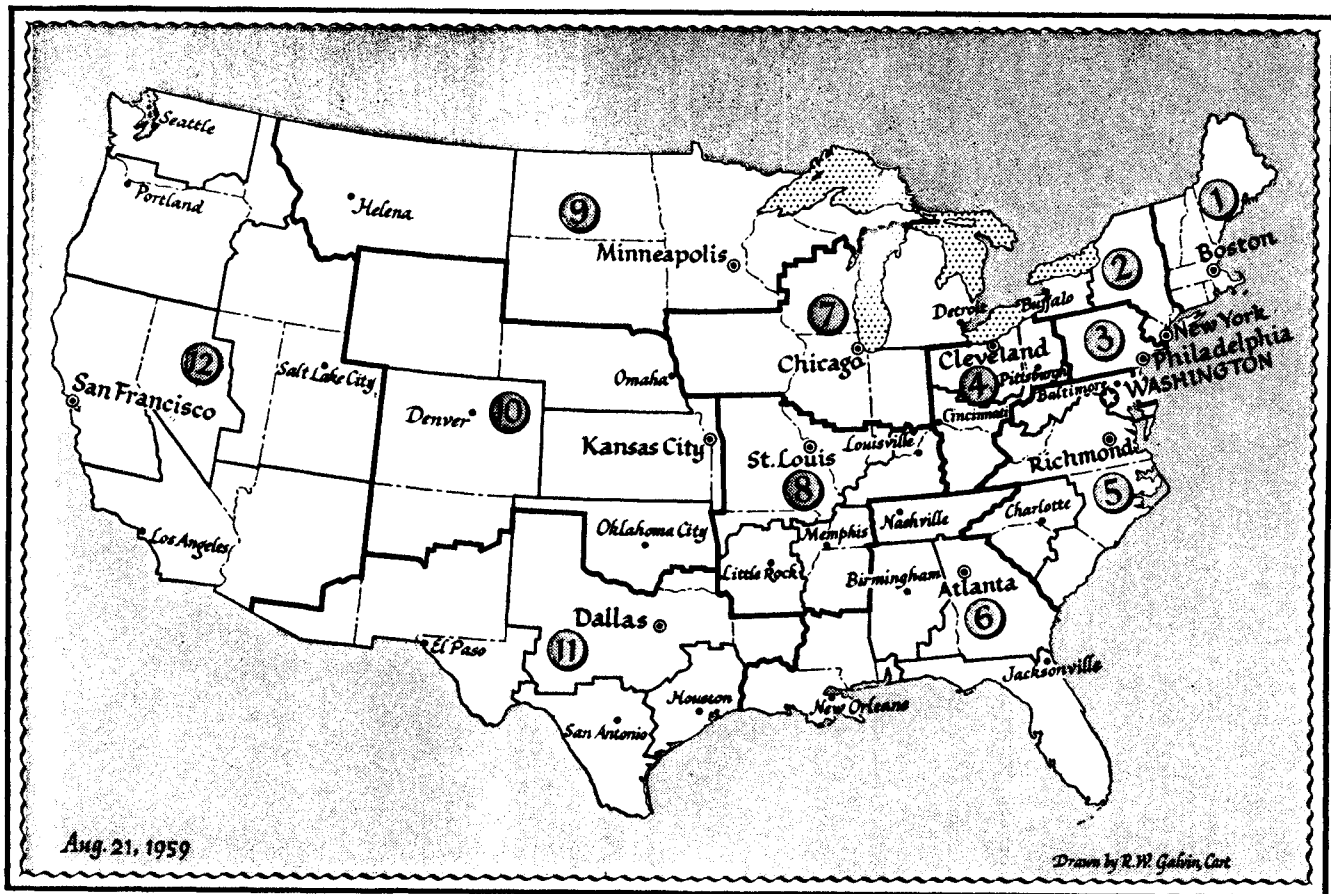 Seattle
Portland
Helena
9
Minneapolis
1
Boston
2
Buffalo
Detroit
7
Chicago
3
New York
Philadelphia
WASHINGTON
Cleveland
Pittsburgh
4
Baltimore
Cincinnati
12
Salt Lake City
San Francisco
Omaha
Denver
10
Kansas City
St. Louis
Louisville
8
Richmond
5
Los Angeles
Oklahoma City
Memphis
Nashville
Charlotte
Little Rock
Birmingham
Atlanta
6
Dallas
11
El Paso
Houston
San Antonio
New Orleans
Jacksonville
Aug. 21, 1959
Drawn by R.W. Galvin, Cart